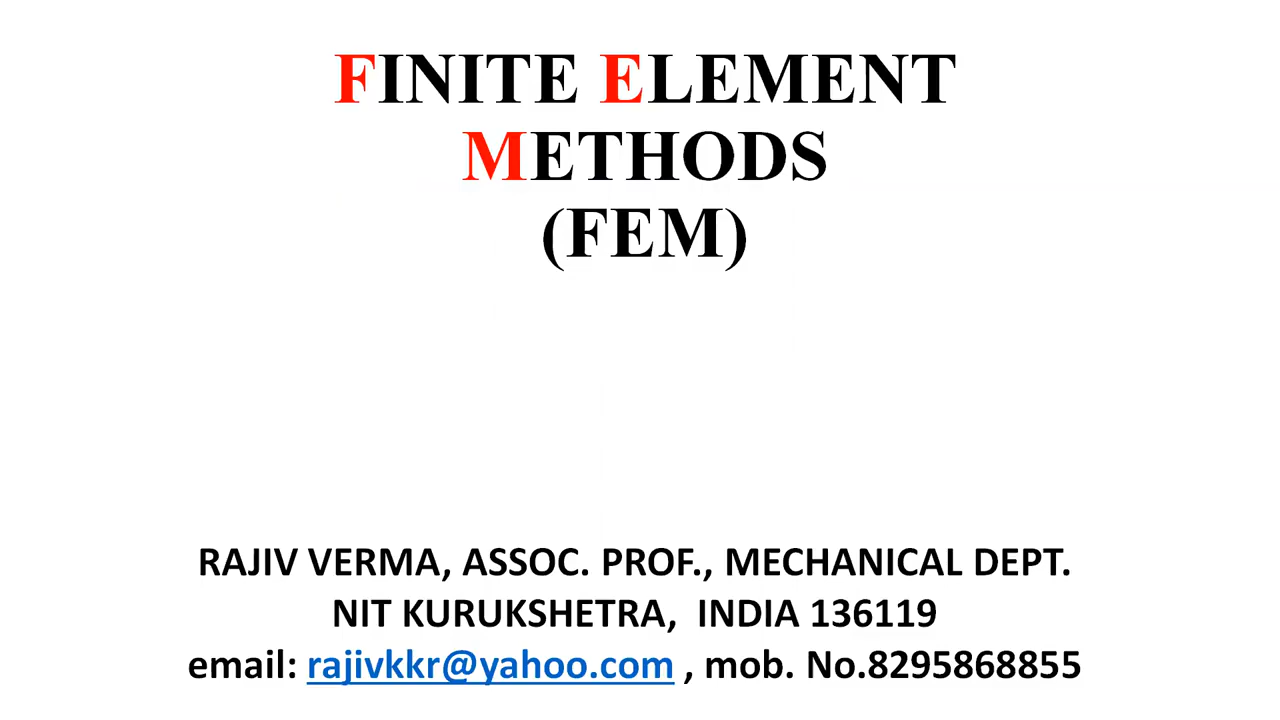 FINITE ELEMENT
METHODS
(FEM)
RAJIV VERMA, ASSOC. PROF., MECHANICAL DEPT.
NIT KURUKSHETRA, INDIA 136119
email: rajivkkr@yahoo.com , mob. No.8295868855